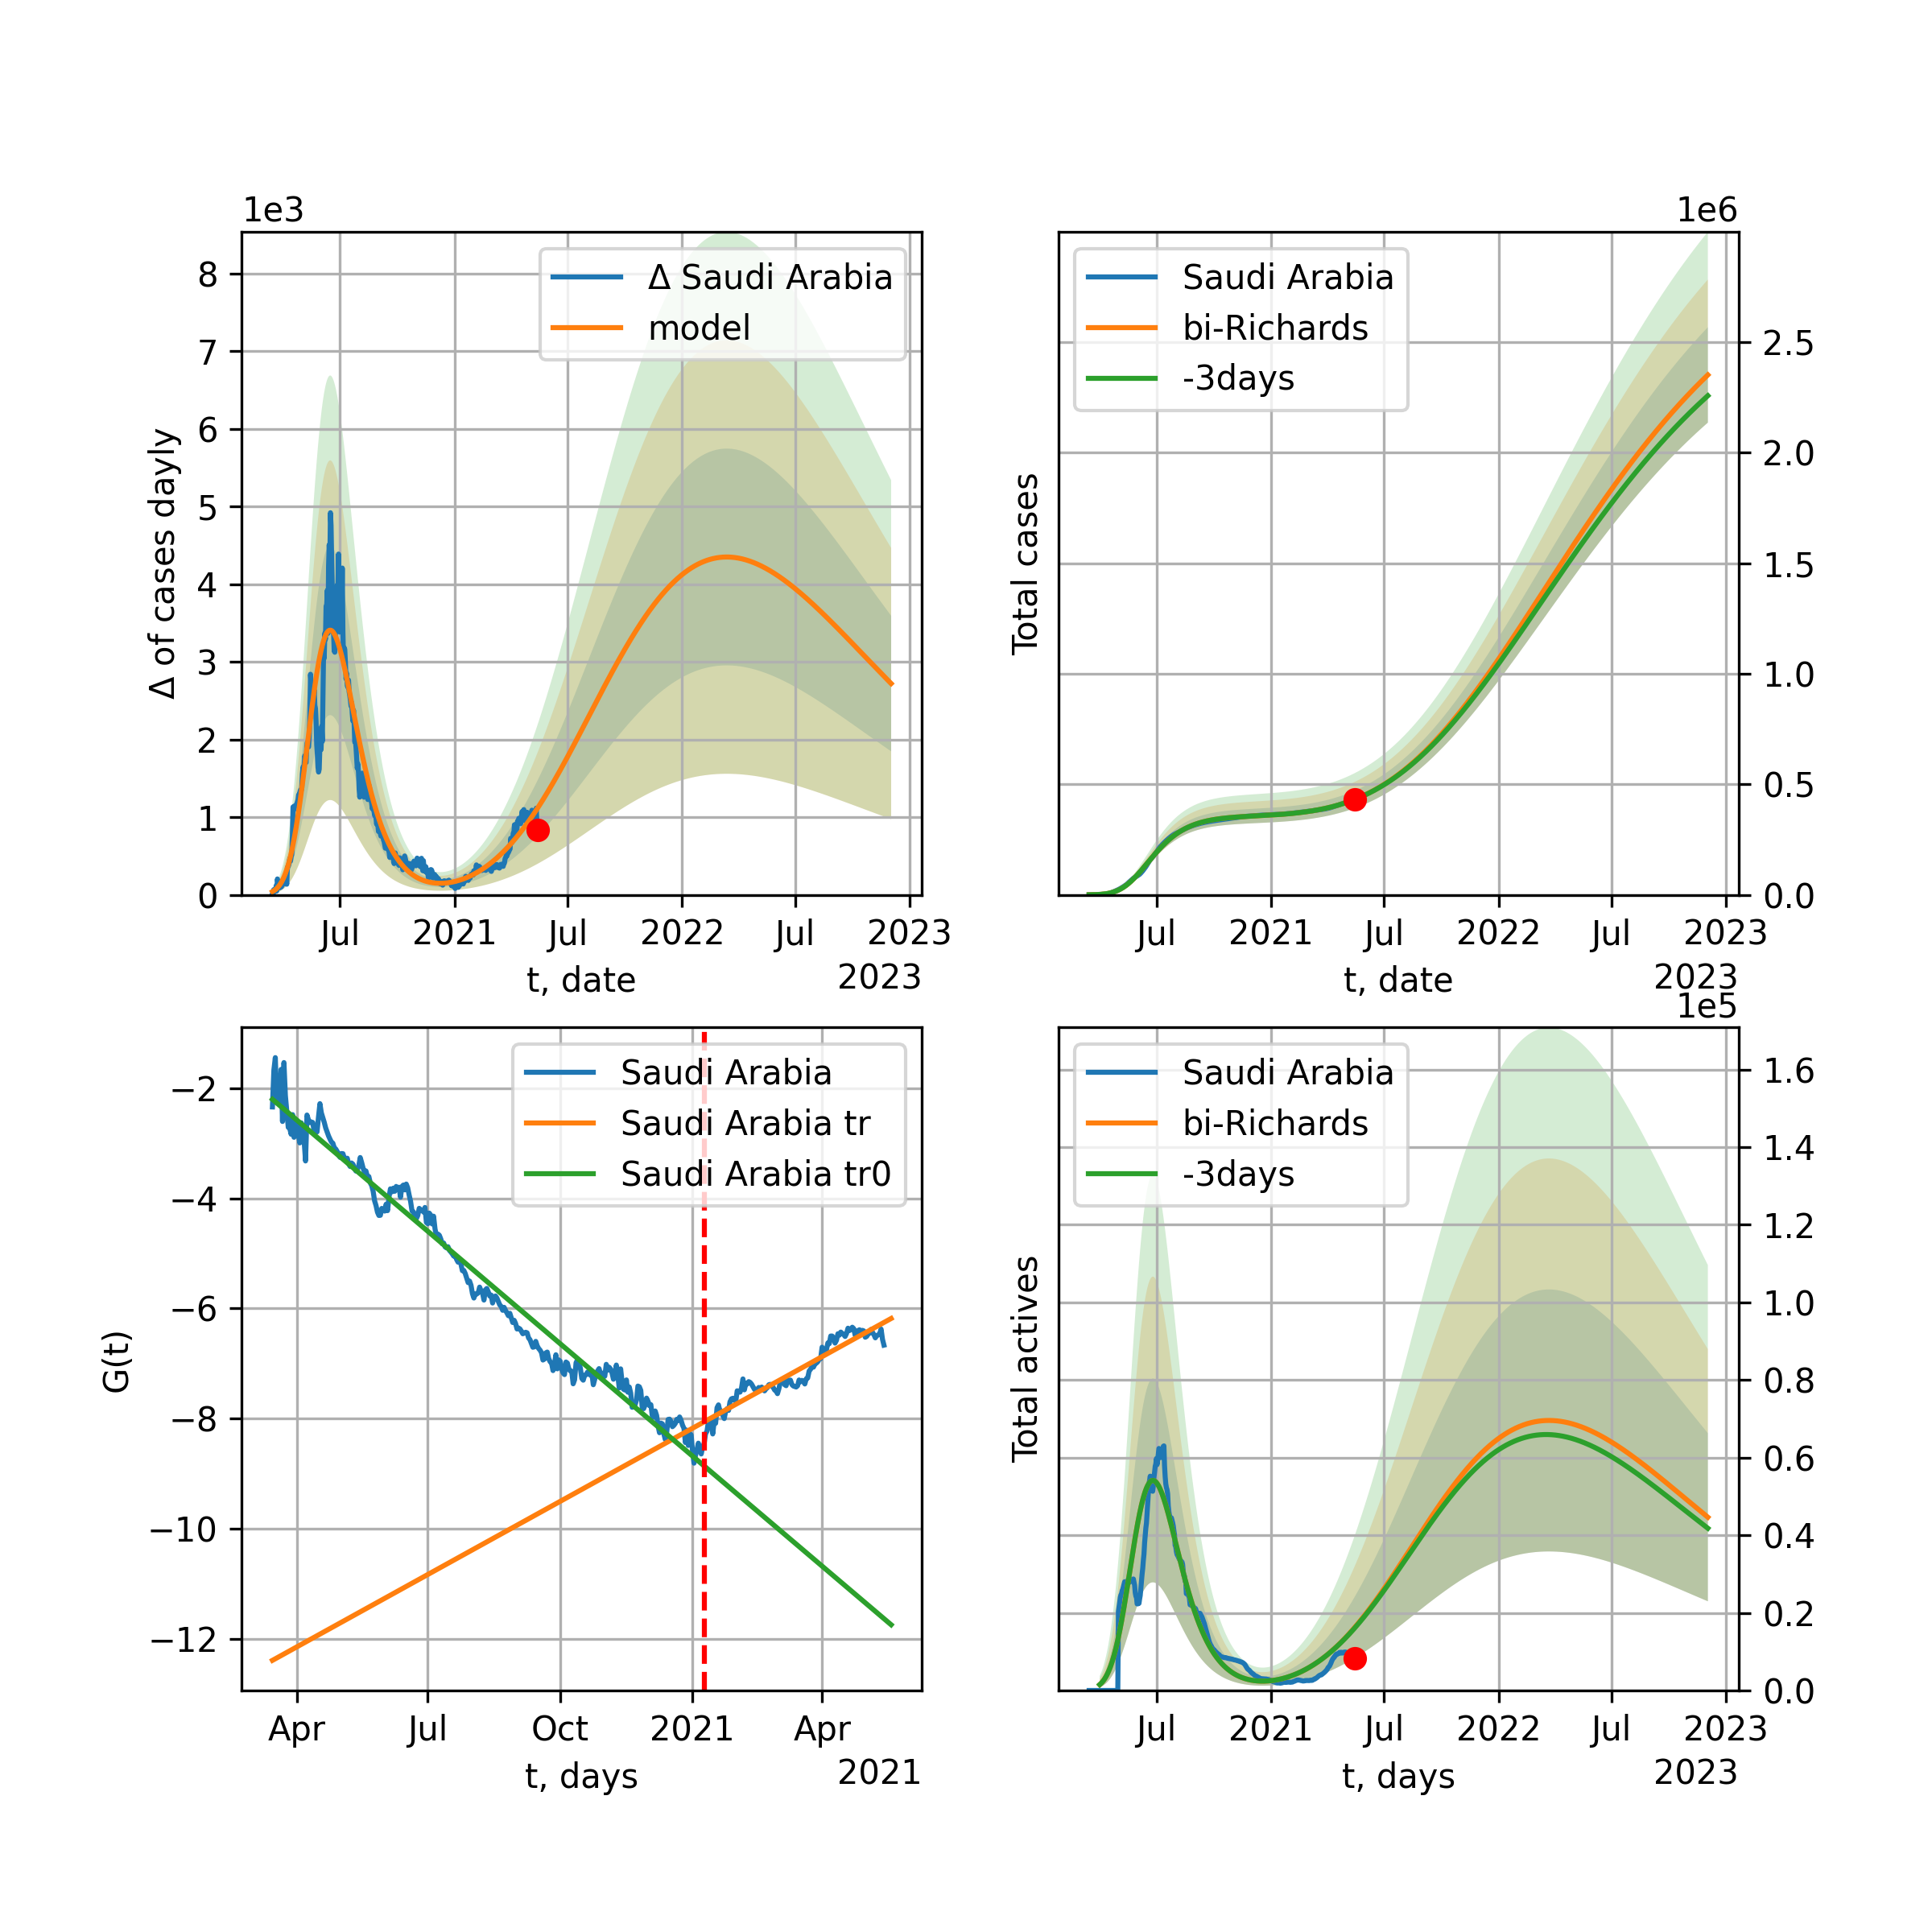 1e3
8
7
6
5
4
3
2
1
0
Δ of cases dayly
Δ Saudi Arabia
model
Jul
2021
Jul
2022
Jul
2023
t, date
2023
1e6
Saudi Arabia
bi-Richards
-3days
Total cases
2.5
2.0
1.5
1.0
0.5
0.0
Jul
2021
Jul
2022
Jul
2023
t, date
2023
−2
−4
−6
−8
−10
−12
G(t)
Saudi Arabia
Saudi Arabia tr
Saudi Arabia tr0
Apr
Jul
Oct
2021
Apr
t, days
2021
1e5
Saudi Arabia
bi-Richards
-3days
Total actives
1.6
1.4
1.2
1.0
0.8
0.6
0.4
0.2
0.0
Jul
2021
Jul
2022
Jul
2023
t, days
2023